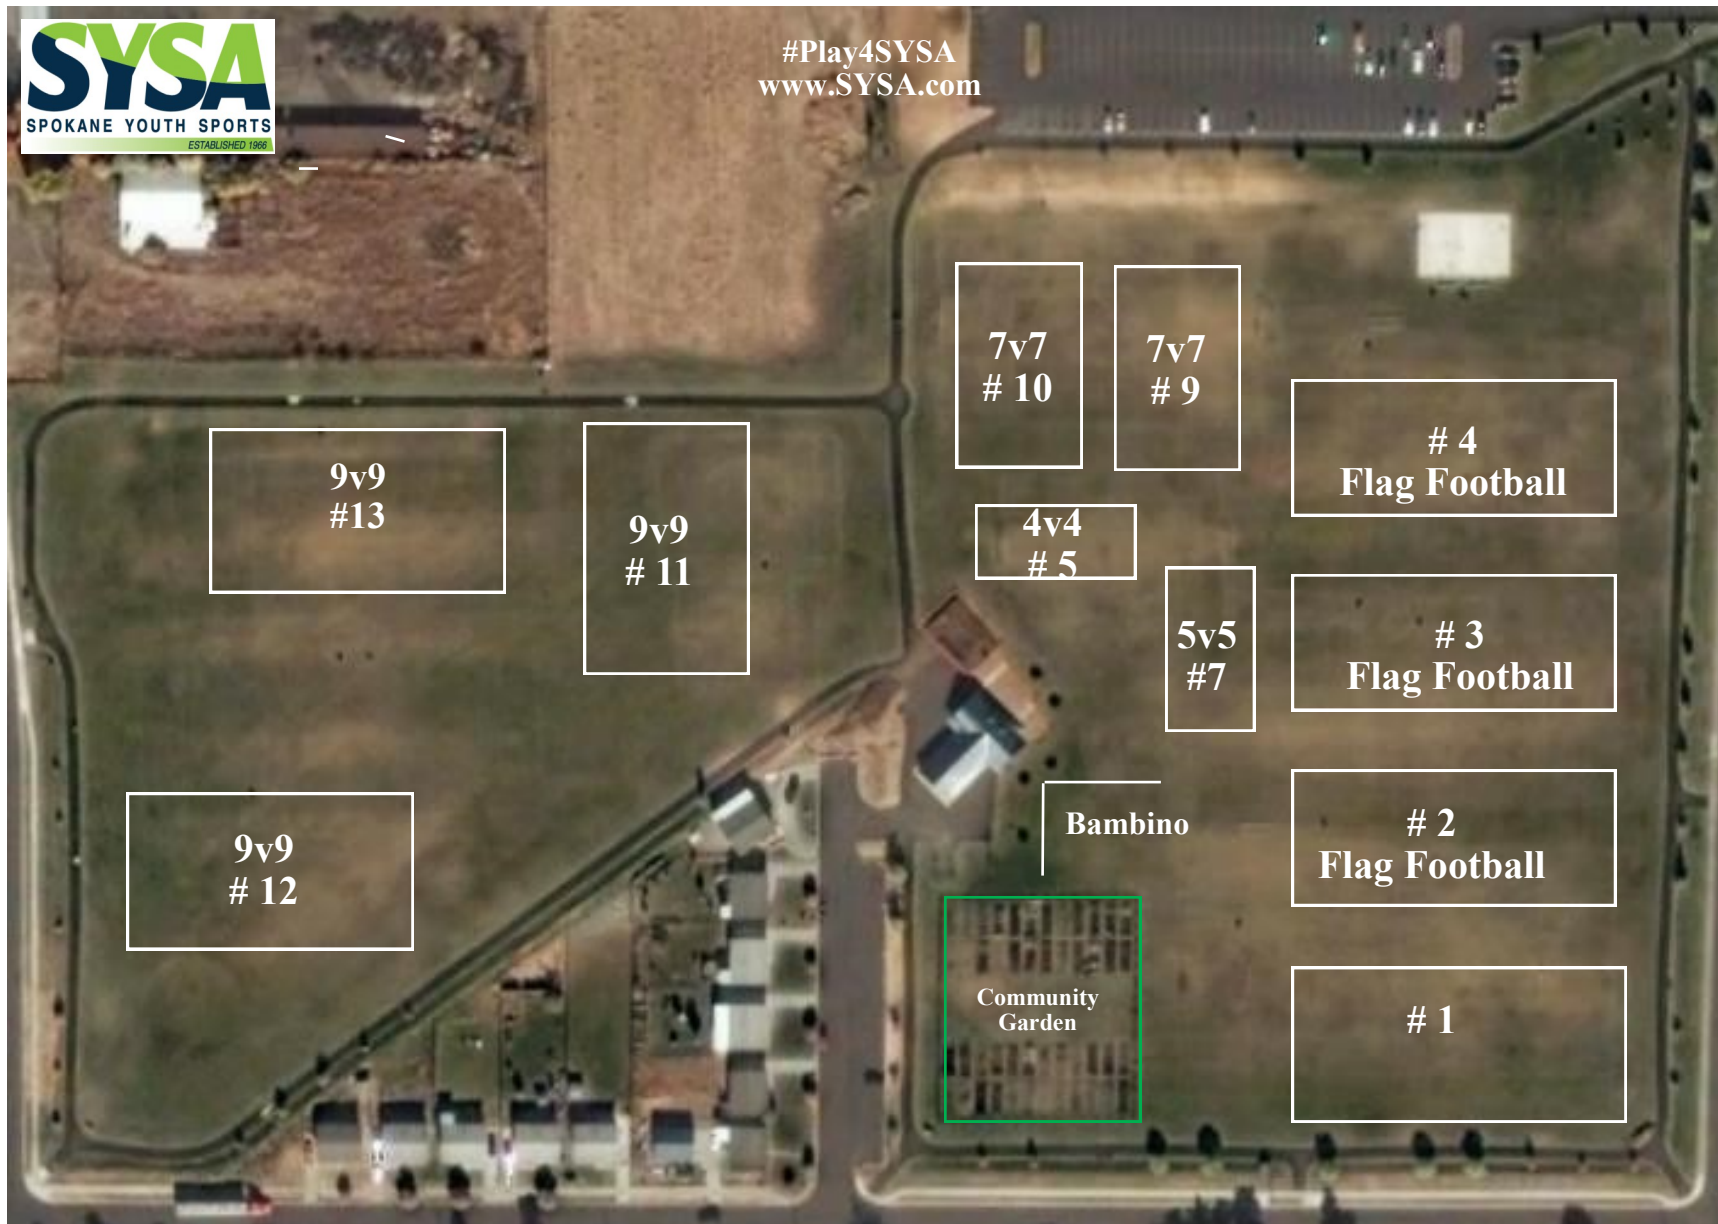 SYSA
SPOKANE YOUTH SPORTS
ESTABLISHED 1966
#Play4SYSA
www.SYSA.com
7v7
# 10
7v7
# 9
# 4
Flag Football
9v9
#13
9v9
# 11
4v4
# 5
5v5
#7
# 3
Flag Football
Bambino
# 2
Flag Football
9v9
# 12
Community
Garden
# 1